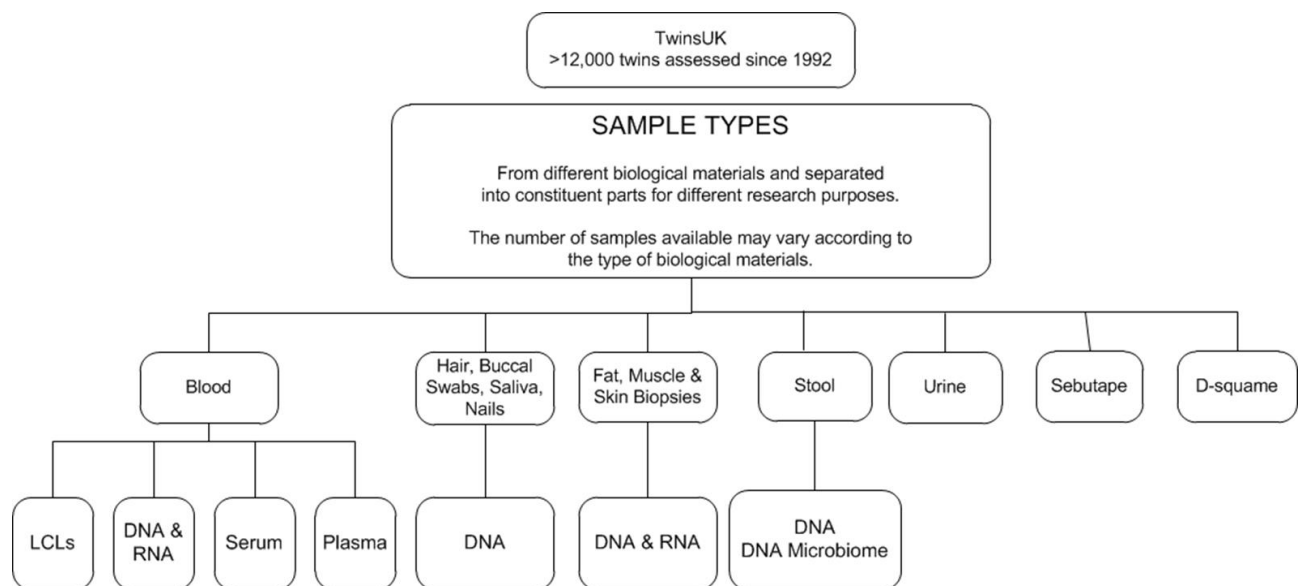 TwinsUK
>12,000 twins assessed since 1992
SAMPLE TYPES
From different biological materials and separated
into constituent parts for different research purposes.
The number of samples available may vary according to
the type of biological materials.
Blood
Hair, Buccal
Swabs, Saliva,
Nails
Fat, Muscle &
Skin Biopsies
Stool
Urine
Sebutape
D-squame
LCLs
DNA &
RNA
Serum
Plasma
DNA
DNA & RNA
DNA
DNA Microbiome